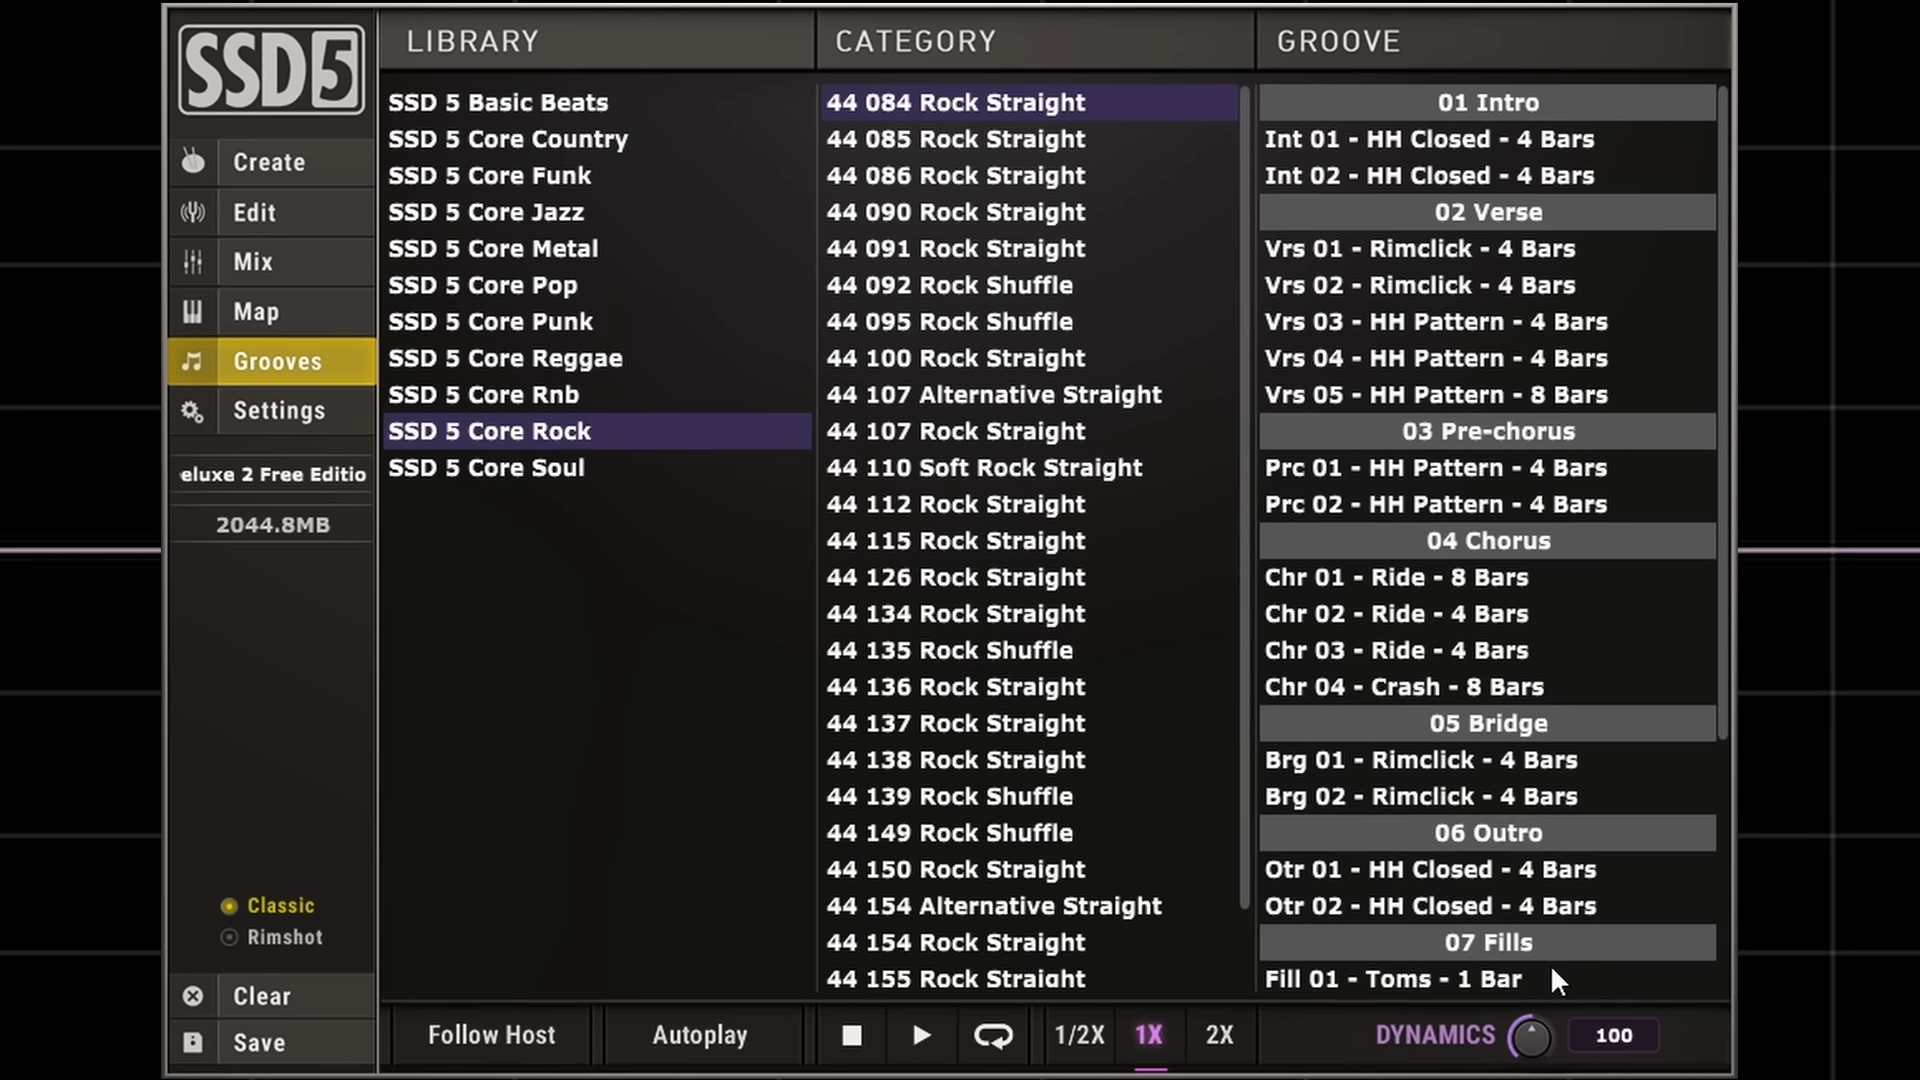 SSD5
Create
Edit
Mix
Map
Grooves
Settings
eluxe 2 Free Editio
2044.8MB
Classic
Rimshot
Clear
Save
LIBRARY
SSD 5 Basic Beats
SSD 5 Core Country
SSD 5 Core Funk
SSD 5 Core Jazz
SSD 5 Core Metal
SSD 5 Core Pop
SSD 5 Core Punk
SSD 5 Core Reggae
SSD 5 Core Rnb
SSD 5 Core Rock
SSD 5 Core Soul
CATEGORY
44 084 Rock Straight
44 085 Rock Straight
44 086 Rock Straight
44 090 Rock Straight
44 091 Rock Straight
44 092 Rock Shuffle
44 095 Rock Shuffle
44 100 Rock Straight
44 107 Alternative Straight
44 107 Rock Straight
44 110 Soft Rock Straight
44 112 Rock Straight
44 115 Rock Straight
44 126 Rock Straight
44 134 Rock Straight
44 135 Rock Shuffle
44 136 Rock Straight
44 137 Rock Straight
44 138 Rock Straight
44 139 Rock Shuffle
44 149 Rock Shuffle
44 150 Rock Straight
44 154 Alternative Straight
44 154 Rock Straight
44 155 Rock Straight
GROOVE
01 Intro
Int 01 - HH Closed - 4 Bars
Int 02 - HH Closed - 4 Bars
02 Verse
Vrs 01 - Rimclick - 4 Bars
Vrs 02 - Rimclick - 4 Bars
Vrs 03 - HH Pattern - 4 Bars
Vrs 04 - HH Pattern - 4 Bars
Vrs 05 - HH Pattern - 8 Bars
03 Pre-chorus
Prc 01 - HH Pattern - 4 Bars
Prc 02 - HH Pattern - 4 Bars
04 Chorus
Chr 01 - Ride - 8 Bars
Chr 02 - Ride - 4 Bars
Chr 03 - Ride - 4 Bars
Chr 04 - Crash - 8 Bars
05 Bridge
Brg 01 - Rimclick - 4 Bars
Brg 02 - Rimclick - 4 Bars
06 Outro
Otr 01 - HH Closed - 4 Bars
Otr 02 - HH Closed - 4 Bars
07 Fills
Fill 01 - Toms - 1 Bar
Follow Host
Autoplay
1/2X
1X
2X
DYNAMICS
100